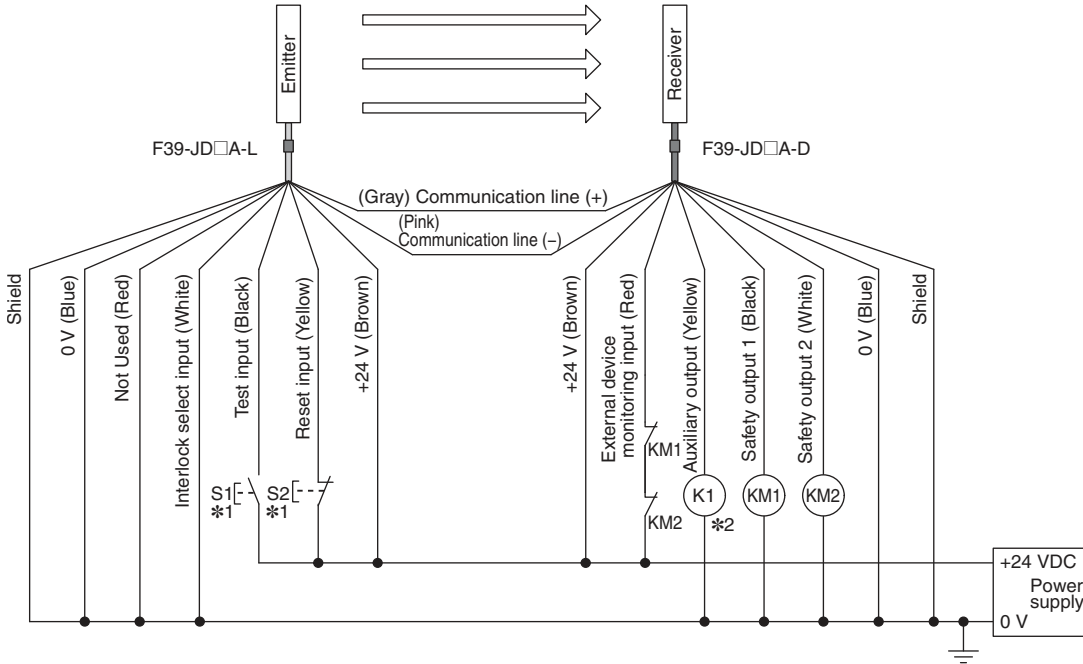 Emitter
Receiver
F39-JD□A-L
F39-JD□A-D
(Gray) Communication line (+)
(Pink)
Communication line (−)
Shield
0 V (Blue)
Not Used (Red)
Interlock select input (White)
Test input (Black)
Reset input (Yellow)
+24 V (Brown)
+24 V (Brown)
External device
monitoring input (Red)
Auxiliary output (Yellow)
Safety output 1 (Black)
Safety output 2 (White)
0 V (Blue)
Shield
S1
*1
S2
*1
KM1
KM2
K1
*2
KM1
KM2
+24 VDC
Power
supply
0 V